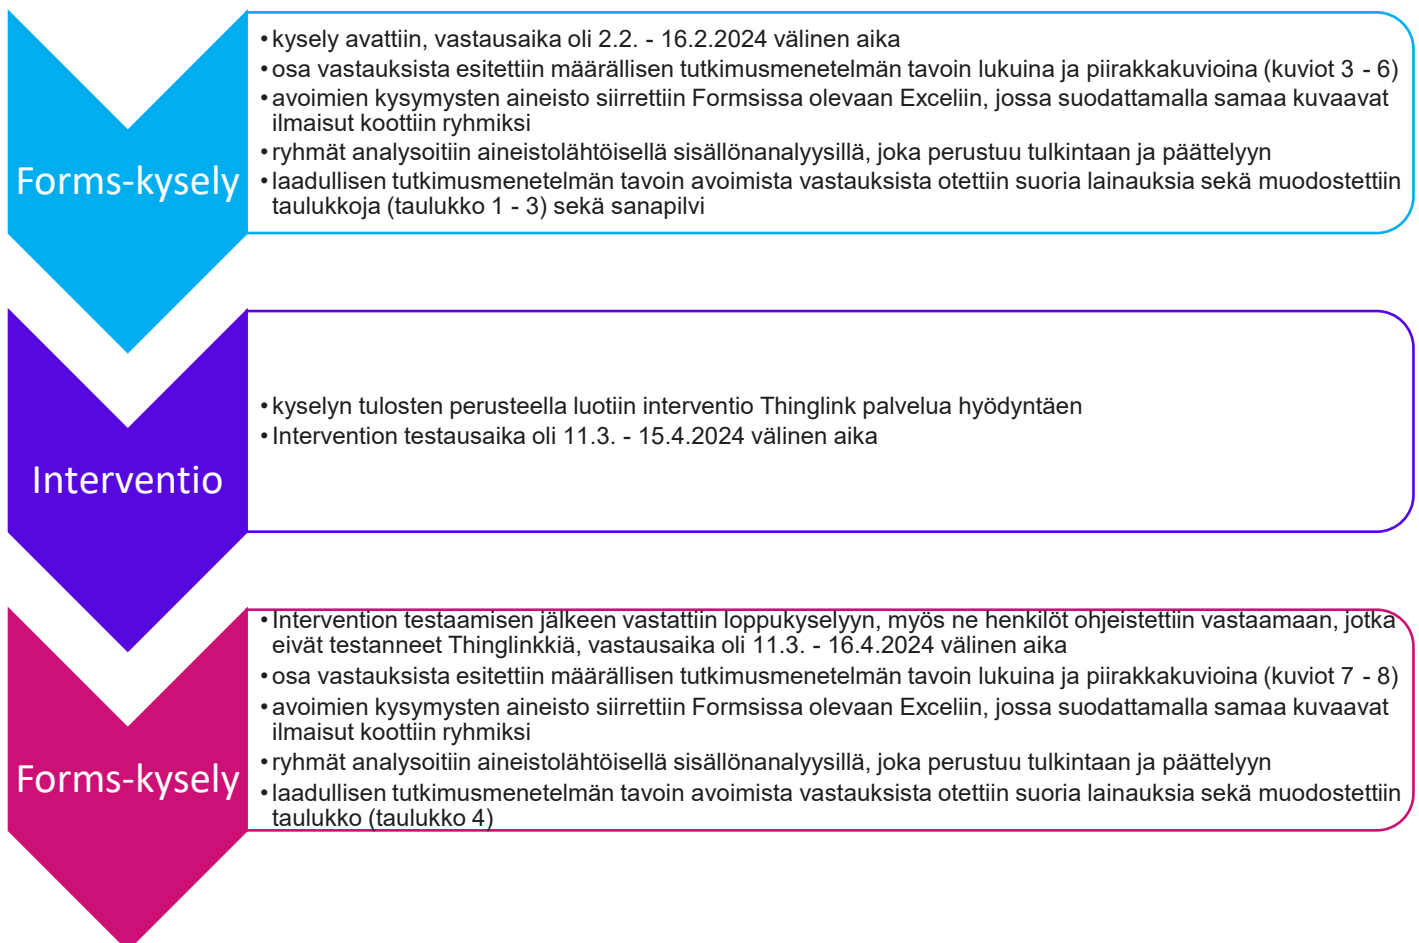 Forms-kysely
•kysely avattiin, vastausaika oli 2.2. - 16.2.2024 välinen aika
•osa vastauksista esitettiin määrällisen tutkimusmenetelmän tavoin lukuina ja piirakkakuvioina (kuviot 3 - 6)
•avoimien kysymysten aineisto siirrettiin Formsissa olevaan Exceliin, jossa suodattamalla samaa kuvaavat
ilmaisut koottiin ryhmiksi
•ryhmät analysoitiin aineistolähtöisellä sisällönanalyysillä, joka perustuu tulkintaan ja päättelyyn
•laadullisen tutkimusmenetelmän tavoin avoimista vastauksista otettiin suoria lainauksia sekä muodostettiin
taulukkoja (taulukko 1 - 3) sekä sanapilvi
Interventio
•kyselyn tulosten perusteella luotiin interventio Thinglink palvelua hyödyntäen
•Intervention testausaika oli 11.3. - 15.4.2024 välinen aika
Forms-kysely
•Intervention testaamisen jälkeen vastattiin loppukyselyyn, myös ne henkilöt ohjeistettiin vastaamaan, jotka
eivät testanneet Thinglinkkiä, vastausaika oli 11.3. - 16.4.2024 välinen aika
•osa vastauksista esitettiin määrällisen tutkimusmenetelmän tavoin lukuina ja piirakkakuvioina (kuviot 7 - 8)
•avoimien kysymysten aineisto siirrettiin Formsissa olevaan Exceliin, jossa suodattamalla samaa kuvaavat
ilmaisut koottiin ryhmiksi
•ryhmät analysoitiin aineistolähtöisellä sisällönanalyysillä, joka perustuu tulkintaan ja päättelyyn
•laadullisen tutkimusmenetelmän tavoin avoimista vastauksista otettiin suoria lainauksia sekä muodostettiin
taulukko (taulukko 4)